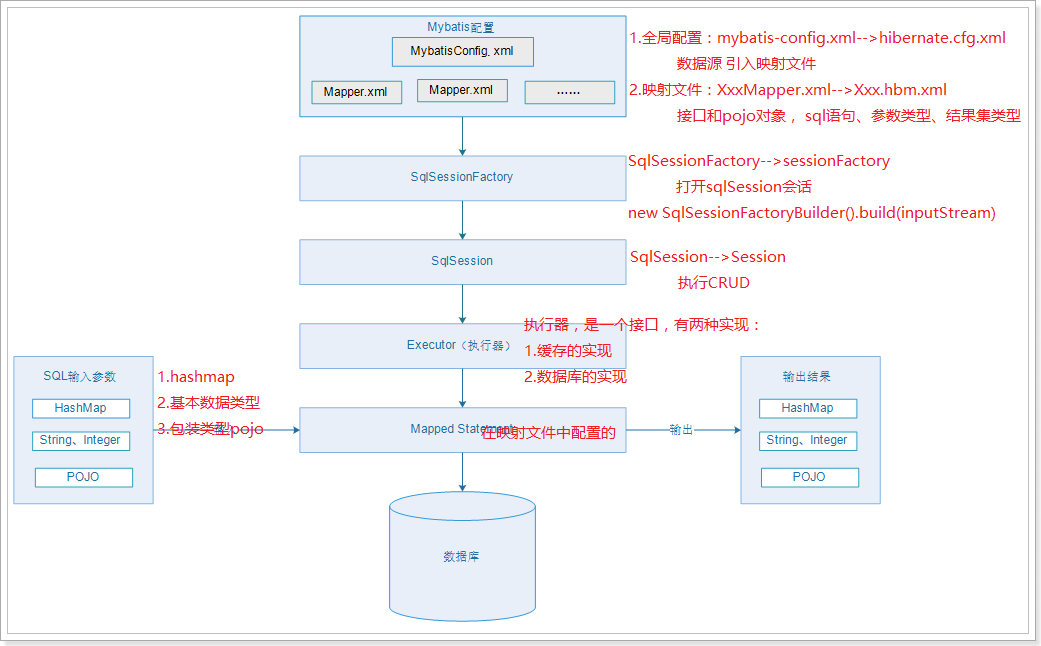 Mybatis配置
MybatisConfig. xml
Mapper.xml
Mapper.xml
......
1.全局配置：mybatis-config.xml-->hibernate.cfg.xml
数据源 引入映射文件
2.映射文件：XxxMapper.xml-->Xxx.hbm.xml
接口和pojo对象 ，sql语句、参数类型、结果集类型
SqlSessionFactory
SqlSessionFactory-->sessionFactory
打开sqlSession会话
new SqlSessionFactoryBuilder().build(inputStream)
SqlSession
SqlSession-->Session
执行CRUD
Executor（执行器）
执行器，是一个接口，有两种实现：
1.缓存的实现
2.数据库的实现
SQL输入参数
HashMap
String、Integer
POJO
1.hashmap
2.基本数据类型
3.包装类型pojo
Mapped Statement
在映射文件中配置的
输出
输出结果
HashMap
String、Integer
POJO
数据库